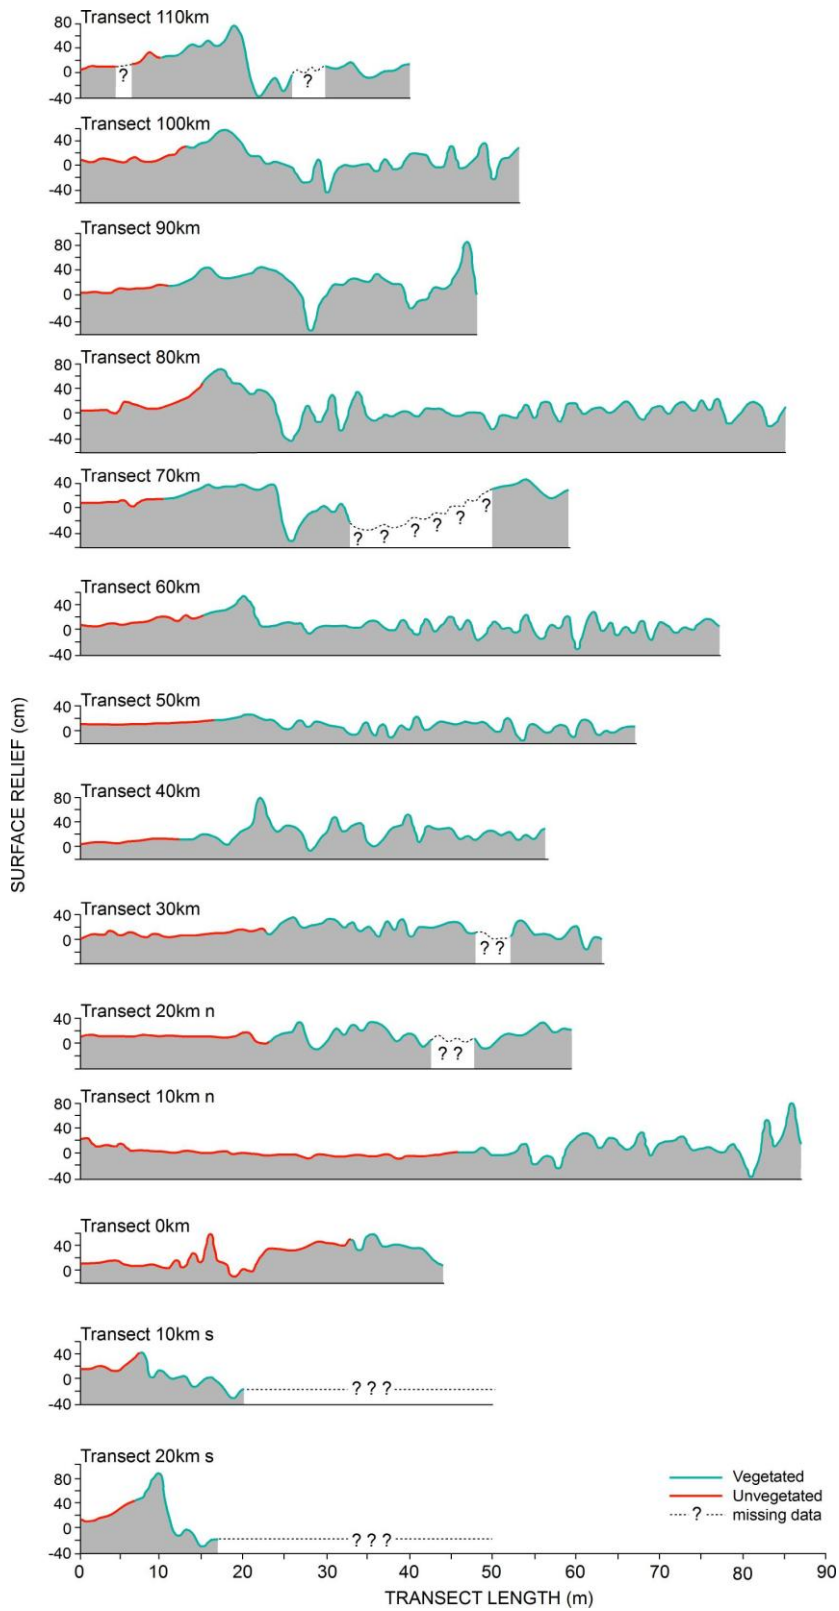 Transect 110km
80
40
0
-40
?
?
Transect 100km
40
0
-40
Transect 90km
80
40
0
-40
Transect 80km
80
40
0
-40
Transect 70km
40
0
-40
? ? ? ? ? ?
Transect 60km
40
0
-40
Transect 50km
40
0
Transect 40km
80
40
0
Transect 30km
40
0
? ?
Transect 20km n
40
0
? ?
Transect 10km n
80
40
0
-40
Transect 0km
40
0
Transect 10km s
40
0
-40
? ? ?
Transect 20km s
80
40
0
-40
? ? ?
Vegetated
Unvegetated
? missing data
0 10 20 30 40 50 60 70 80 90
TRANSECT LENGTH (m)
SURFACE RELIEF (cm)